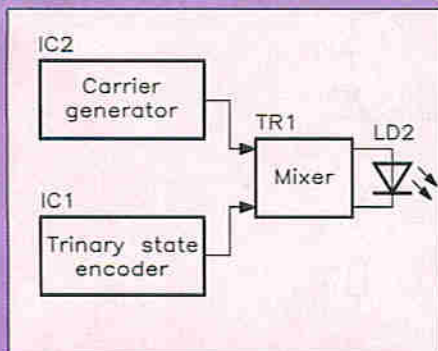 IC2
Carrier
generator
TR1
Mixer
LD2
IC1
Trinary state
encoder